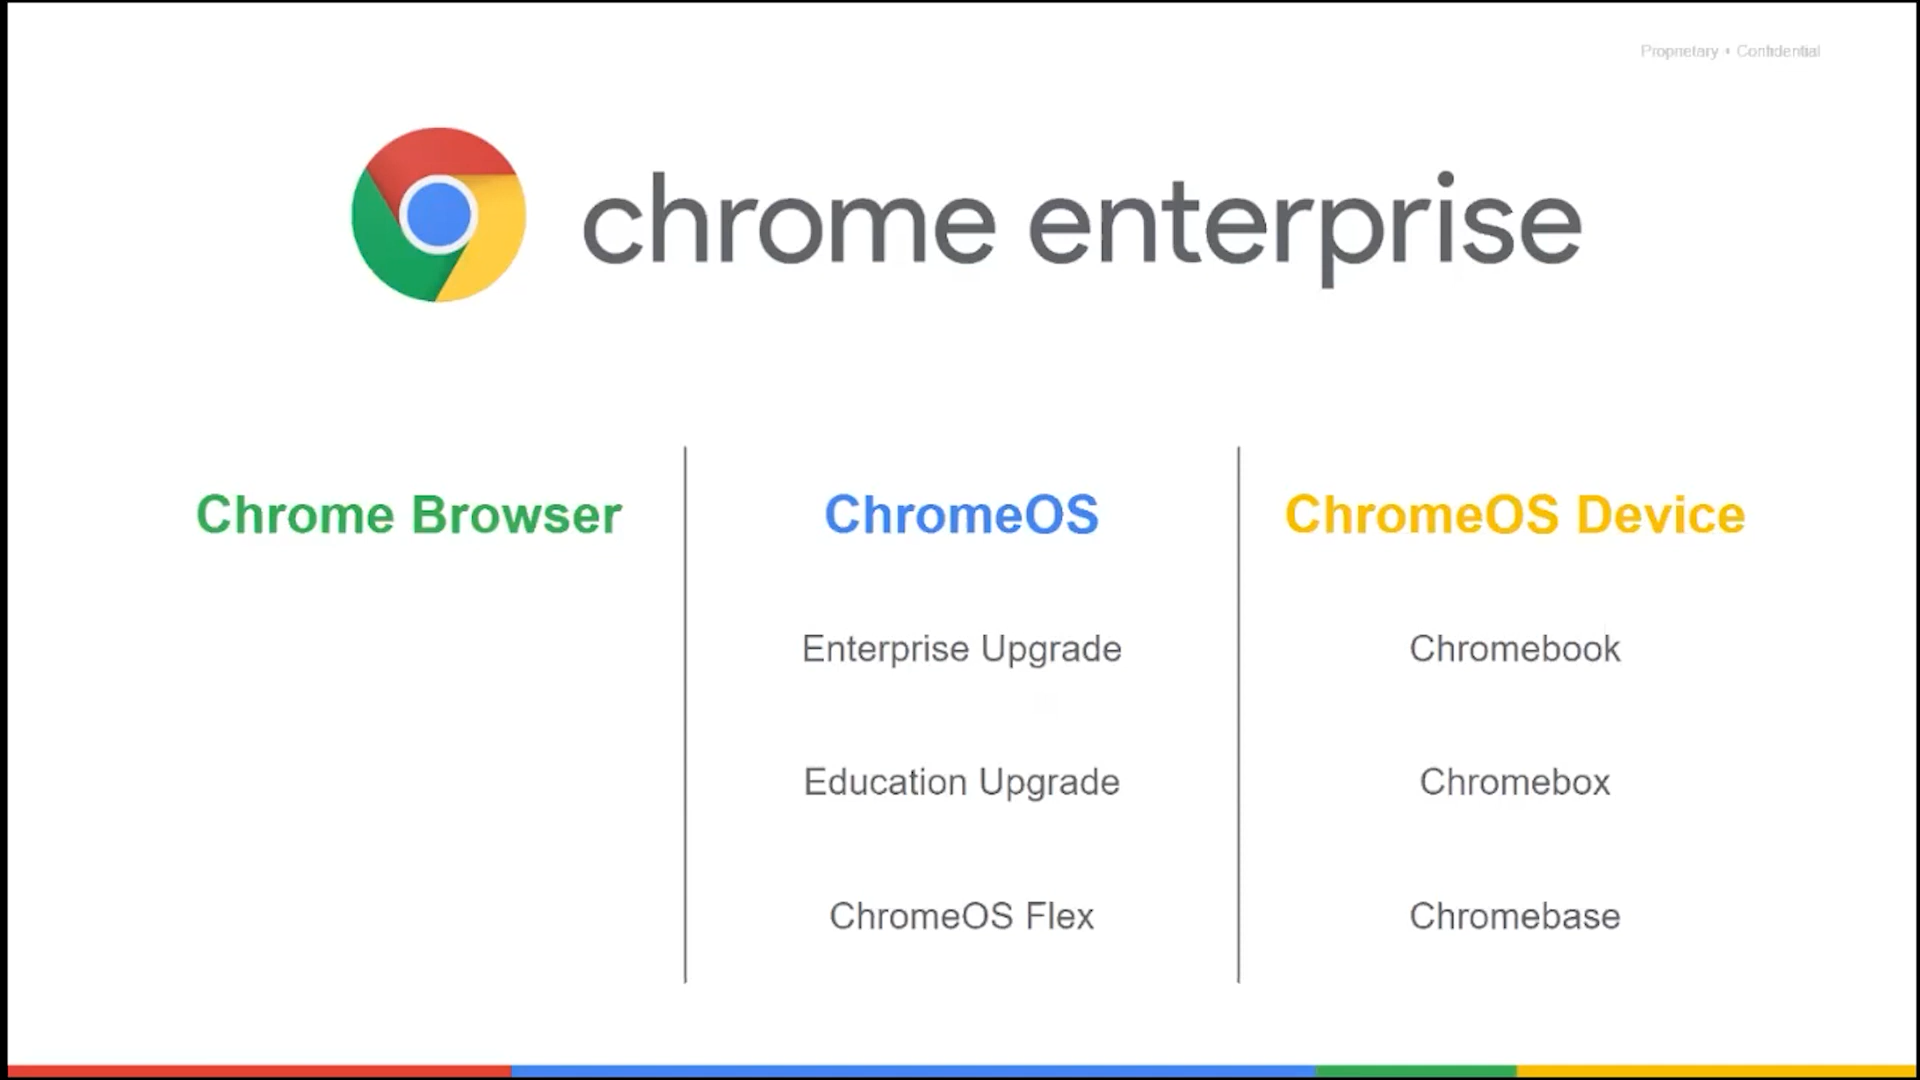 Proprietary • Confidential
chrome enterprise
Chrome Browser
ChromeOS
Enterprise Upgrade
Education Upgrade
ChromeOS Flex
ChromeOS Device
Chromebook
Chromebox
Chromebase